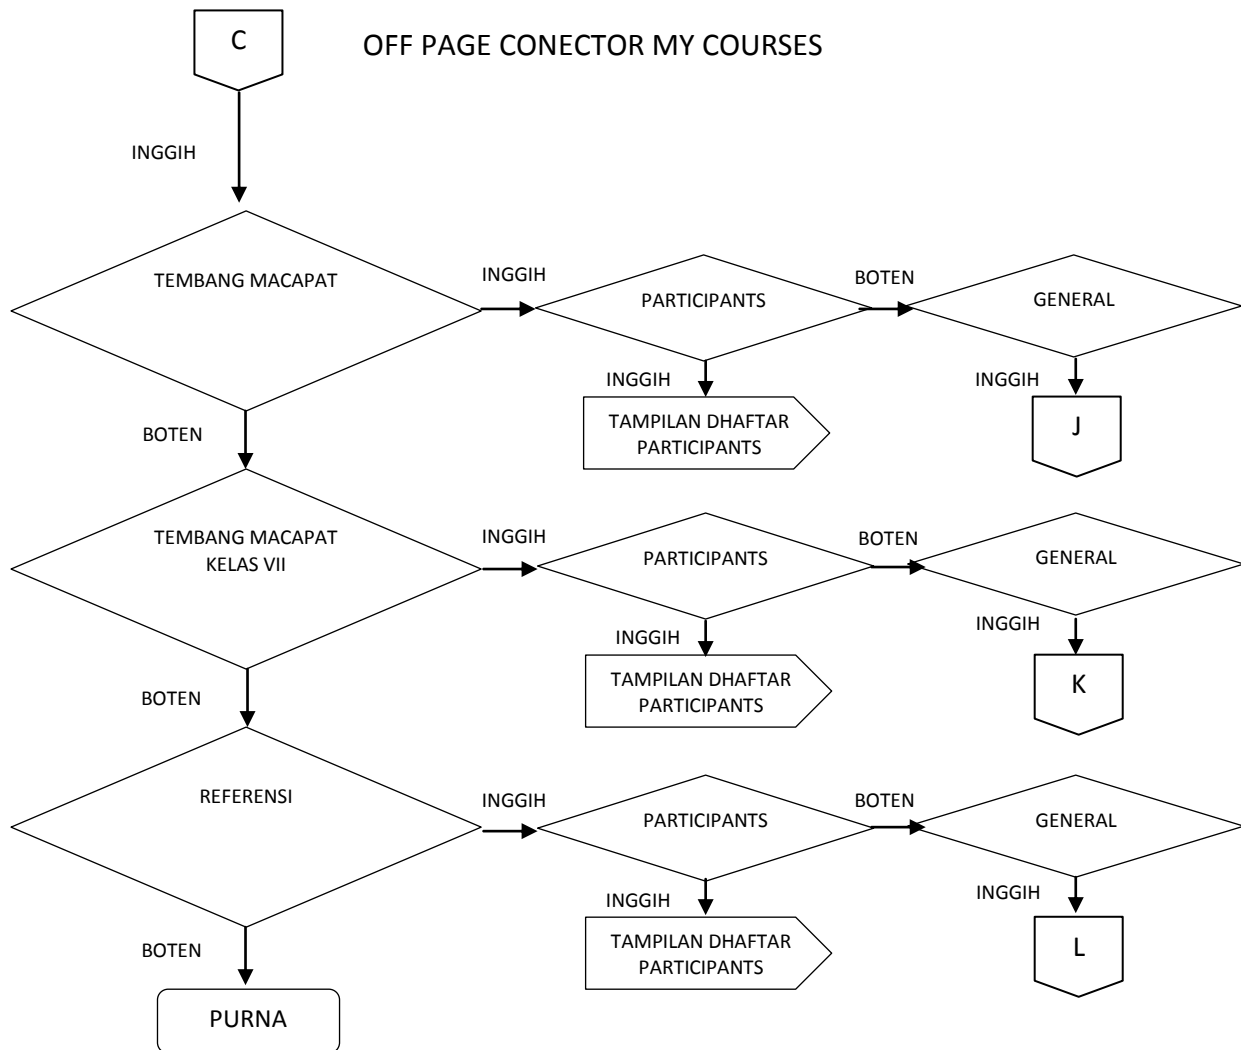 C
OFF PAGE CONECTOR MY COURSES
INGGIH
TEMBANG MACAPAT
INGGIH
PARTICIPANTS
BOTEN
GENERAL
INGGIH
TAMPILAN DHAFTAR
PARTICIPANTS
INGGIH
J
BOTEN
TEMBANG MACAPAT
KELAS VII
INGGIH
PARTICIPANTS
BOTEN
GENERAL
INGGIH
TAMPILAN DHAFTAR
PARTICIPANTS
INGGIH
K
BOTEN
REFERENSI
INGGIH
PARTICIPANTS
BOTEN
GENERAL
INGGIH
TAMPILAN DHAFTAR
PARTICIPANTS
INGGIH
L
BOTEN
PURNA